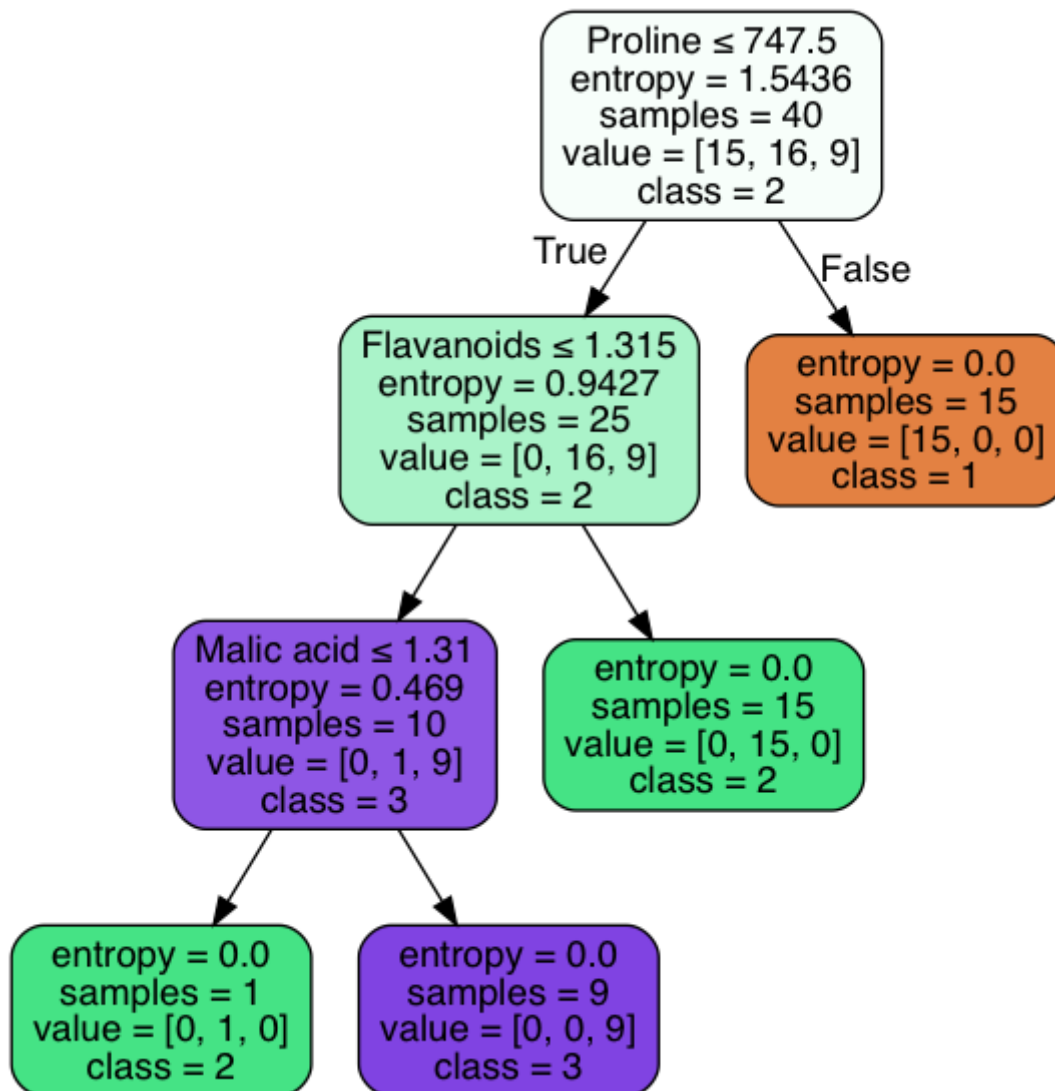 Proline ≤ 747.5
entropy = 1.5436
samples = 40
value = [15, 16, 9]
class = 2
True
False
Flavanoids ≤ 1.315
entropy = 0.9427
samples = 25
value = [0, 16, 9]
class = 2
entropy = 0.0
samples = 15
value = [15, 0, 0]
class = 1
Malic acid ≤ 1.31
entropy = 0.469
samples = 10
value = [0, 1, 9]
class = 3
entropy = 0.0
samples = 15
value = [0, 15, 0]
class = 2
entropy = 0.0
samples = 1
value = [0, 1, 0]
class = 2
entropy = 0.0
samples = 9
value = [0, 0, 9]
class = 3